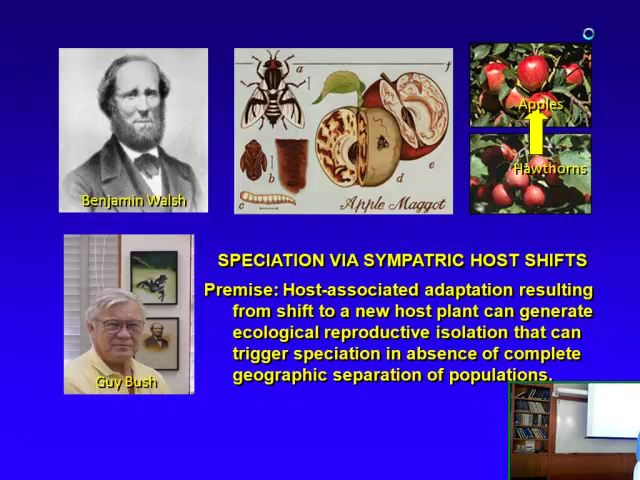 Benjamin Walsh
a
f
b
c
d
e
Apple Maggot
Apples
Hawthorns
SPECIATION VIA SYMPATRIC HOST SHIFTS
Premise: Host-associated adaptation resulting
from shift to a new host plant can generate
ecological reproductive isolation that can
trigger speciation in absence of complete
geographic separation of populations.
Guy Bush